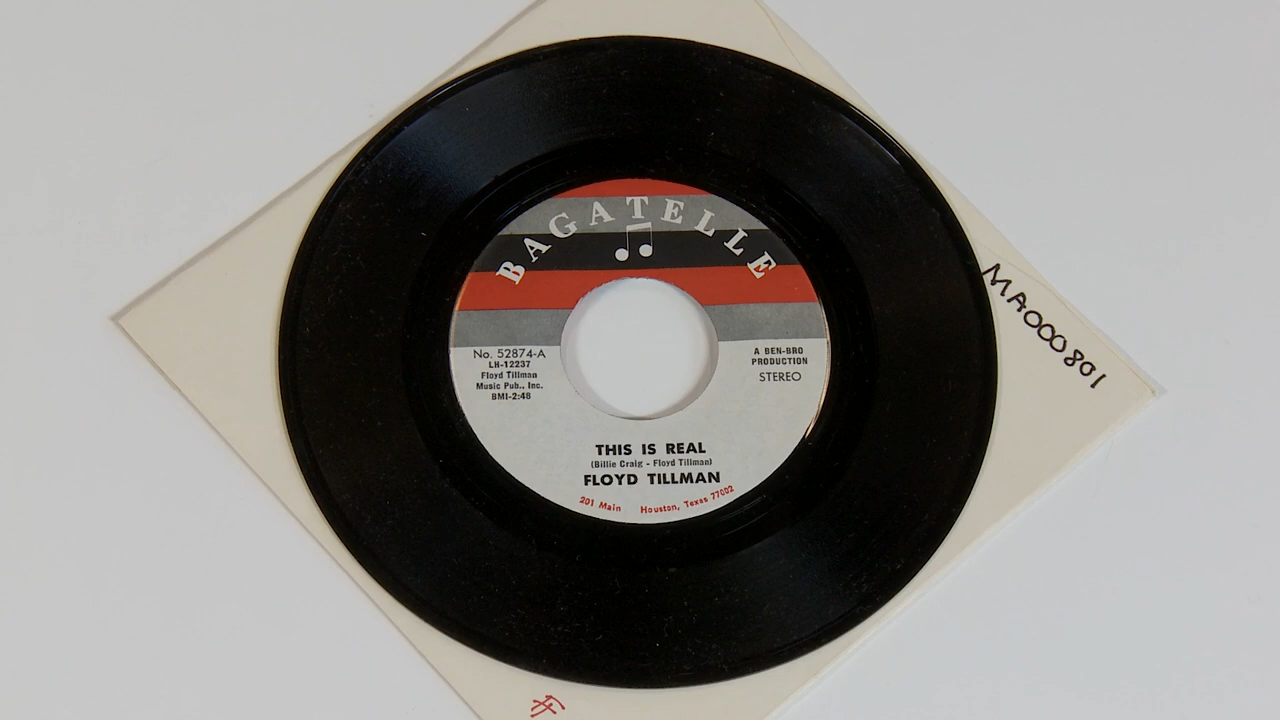 BAGATELLE
No. 52874-A
LH-12237
Floyd Tillman
Music Pub., Inc.
BMI-2:48
A BEN-BRO
PRODUCTION
STEREO
THIS IS REAL
(Billie Craig - Floyd Tillman)
FLOYD TILLMAN
201 Main Houston, Texas 77002
MA000801